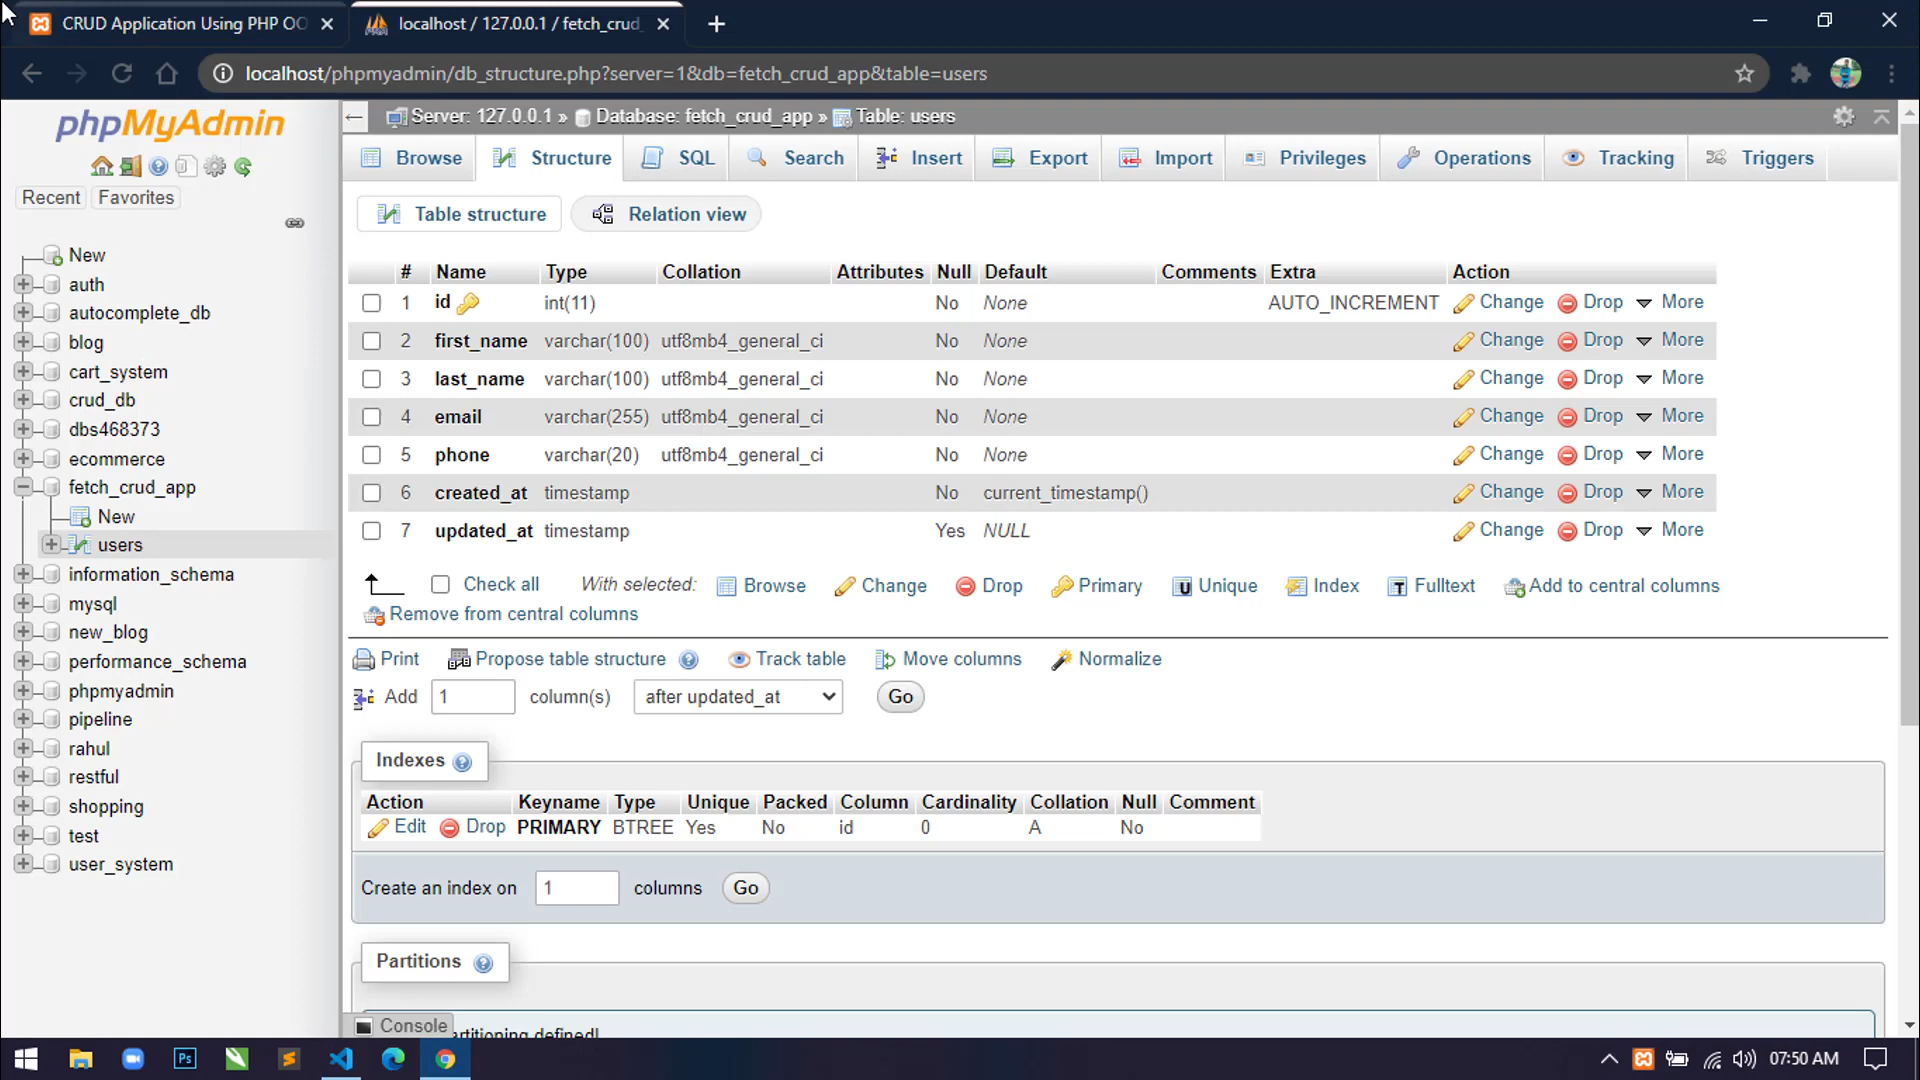 CRUD Application Using PHP OO
localhost / 127.0.0.1 / fetch_crud_
localhost/phpmyadmin/db_structure.php?server=1&db=fetch_crud_app&table=users
phpMyAdmin
Recent
Favorites
New
auth
autocomplete_db
blog
cart_system
crud_db
dbs468373
ecommerce
fetch_crud_app
New
users
information_schema
mysql
new_blog
performance_schema
phpmyadmin
pipeline
rahul
restful
shopping
test
user_system
Server: 127.0.0.1 » Database: fetch_crud_app » Table: users
Browse Structure SQL Search Insert Export Import Privileges Operations Tracking Triggers
Table structure Relation view
# Name Type Collation Attributes Null Default Comments Extra Action
1 id int(11) No None AUTO_INCREMENT Change Drop More
2 first_name varchar(100) utf8mb4_general_ci No None Change Drop More
3 last_name varchar(100) utf8mb4_general_ci No None Change Drop More
4 email varchar(255) utf8mb4_general_ci No None Change Drop More
5 phone varchar(20) utf8mb4_general_ci No None Change Drop More
6 created_at timestamp No current_timestamp() Change Drop More
7 updated_at timestamp Yes NULL Change Drop More
Check all With selected: Browse Change Drop Primary Unique Index Fulltext Add to central columns
Remove from central columns
Print Propose table structure Track table Move columns Normalize
Add 1 column(s) after updated_at Go
Indexes
Action Keyname Type Unique Packed Column Cardinality Collation Null Comment
Edit Drop PRIMARY BTREE Yes No id 0 A No
Create an index on 1 columns Go
Partitions
Console
artitioning defined!
Ps
07:50 AM